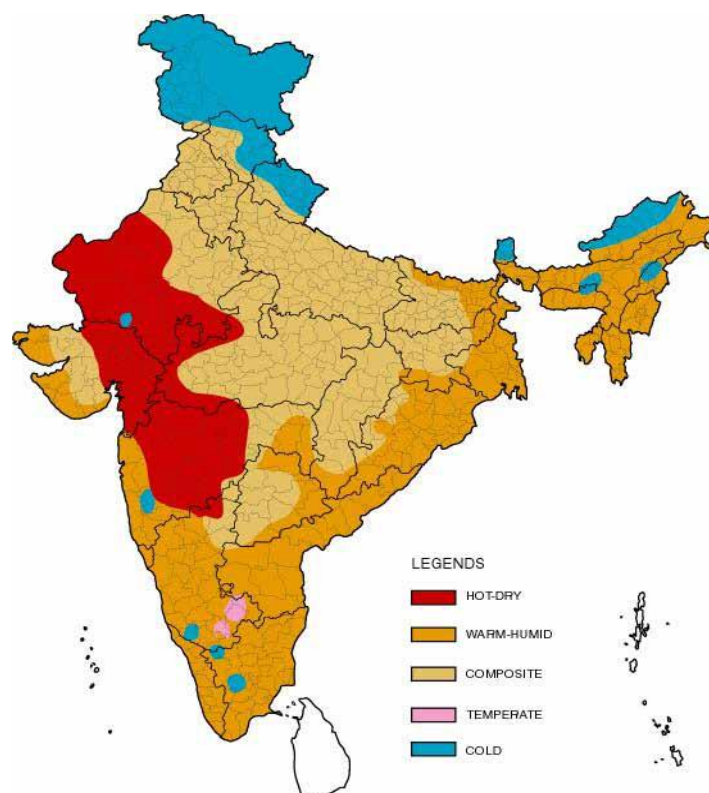 LEGENDS
HOT-DRY
WARM-HUMID
COMPOSITE
TEMPERATE
COLD